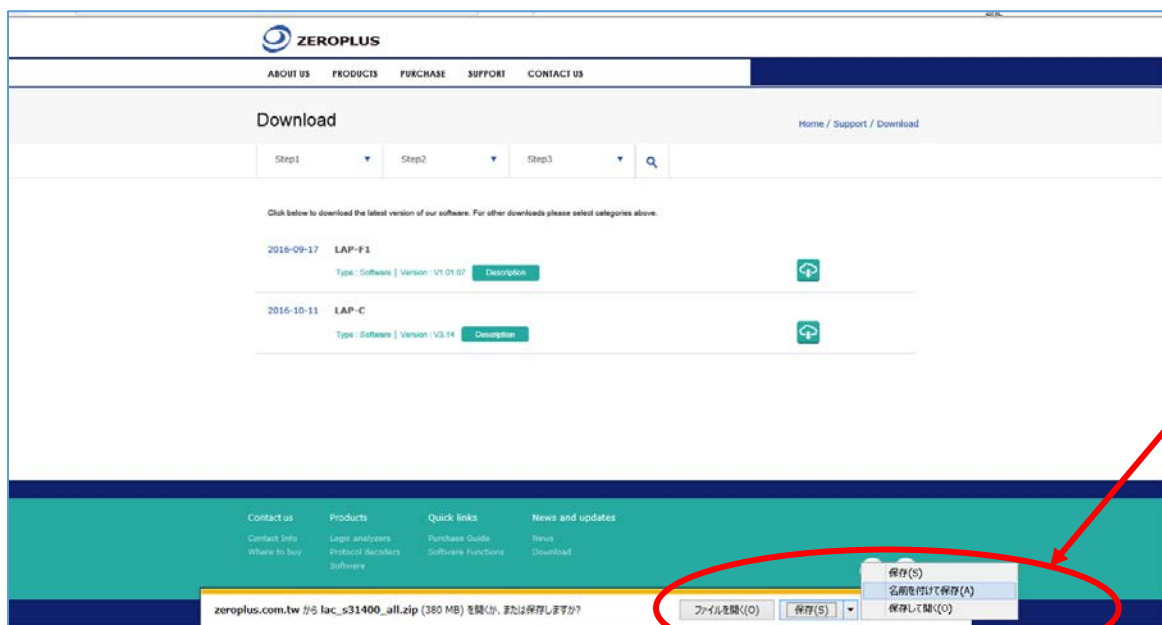 ZEROPLUS
ABOUT US PRODUCTS PURCHASE SUPPORT CONTACT US
Download
Home / Support / Download
Step1 Step2 Step3
Click below to download the latest version of our software. For other downloads please select categories above.
2016-09-17 LAP-F1
Type : Software | Version : V1.01.07 Description
2016-10-11 LAP-C
Type : Software | Version : V3.14 Description
Contact us Products Quick links News and updates
Contact Info Logic analyzers Purchase Guide News
Where to buy Protocol decoders Software Functions Download
Software
保存(S)
名前を付けて保存(A)
保存して開く(O)
zeroplus.com.tw から lac_s31400_all.zip (380 MB) を開くか、または保存しますか?
ファイルを開く(O) 保存(S)